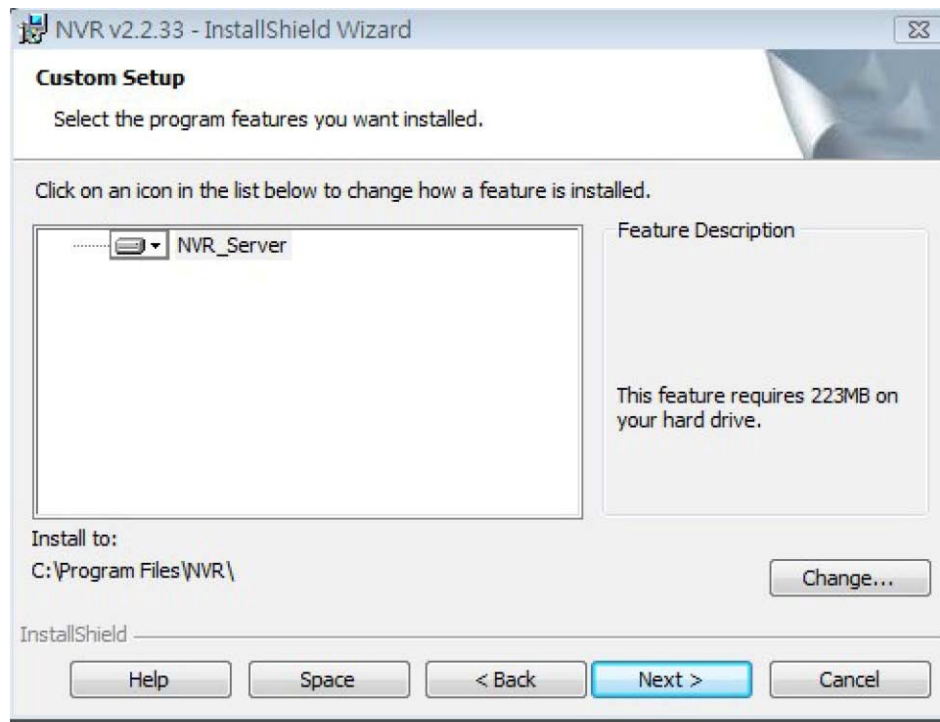 NVR v2.2.33 - InstallShield Wizard
Custom Setup
Select the program features you want installed.
Click on an icon in the list below to change how a feature is installed.
NVR_Server
Feature Description
This feature requires 223MB on
your hard drive.
Install to:
C:\Program Files\NVR\
Change...
InstallShield
Help
Space
< Back
Next >
Cancel